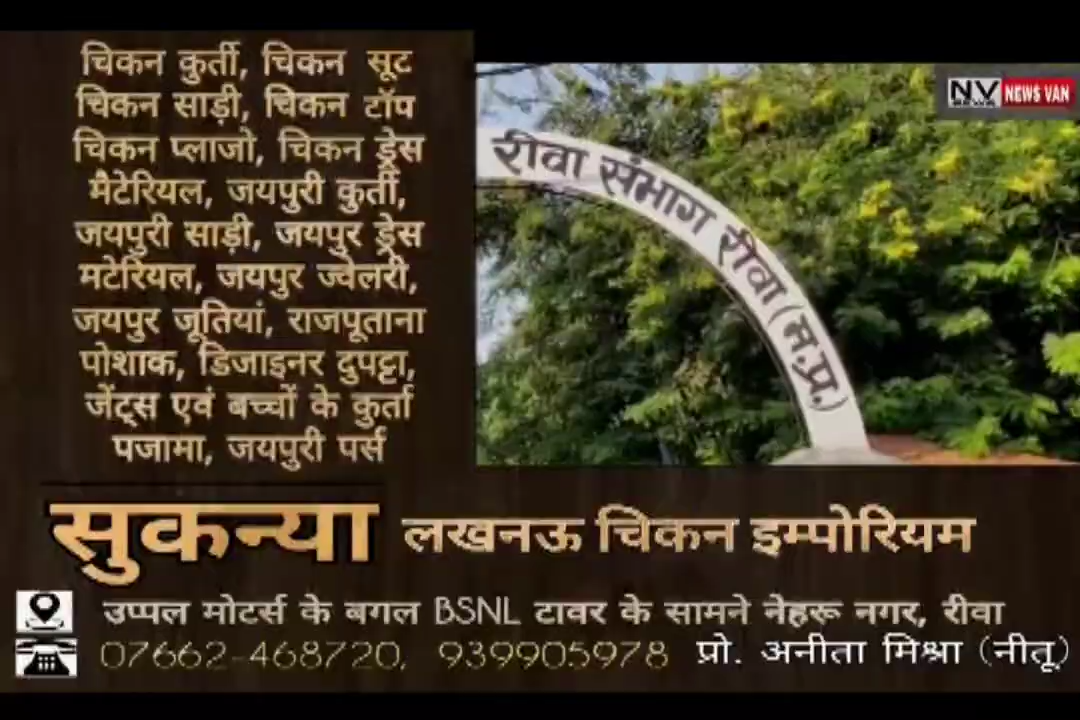 चिकन कुर्ती, चिकन सूट
चिकन साड़ी, चिकन टॉप
चिकन प्लाजो, चिकन ड्रेस
मैटेरियल, जयपुरी कुर्ती,
जयपुरी साड़ी, जयपुर ड्रेस
मटेरियल, जयपुर ज्वेलरी,
जयपुर जूतियां, राजपूताना
पोशाक, डिजाइनर दुपट्टा,
जेंट्स एवं बच्चों के कुर्ता
पजामा, जयपुरी पर्स
रीवा संभाग रीवा (म.प्र.)
NV NEWS VAN
सुकन्या लखनऊ चिकन इम्पोरियम
उप्पल मोटर्स के बगल BSNL टावर के सामने नेहरू नगर, रीवा
07662-468720, 939905978 प्रो. अनीता मिश्रा (नीतू)